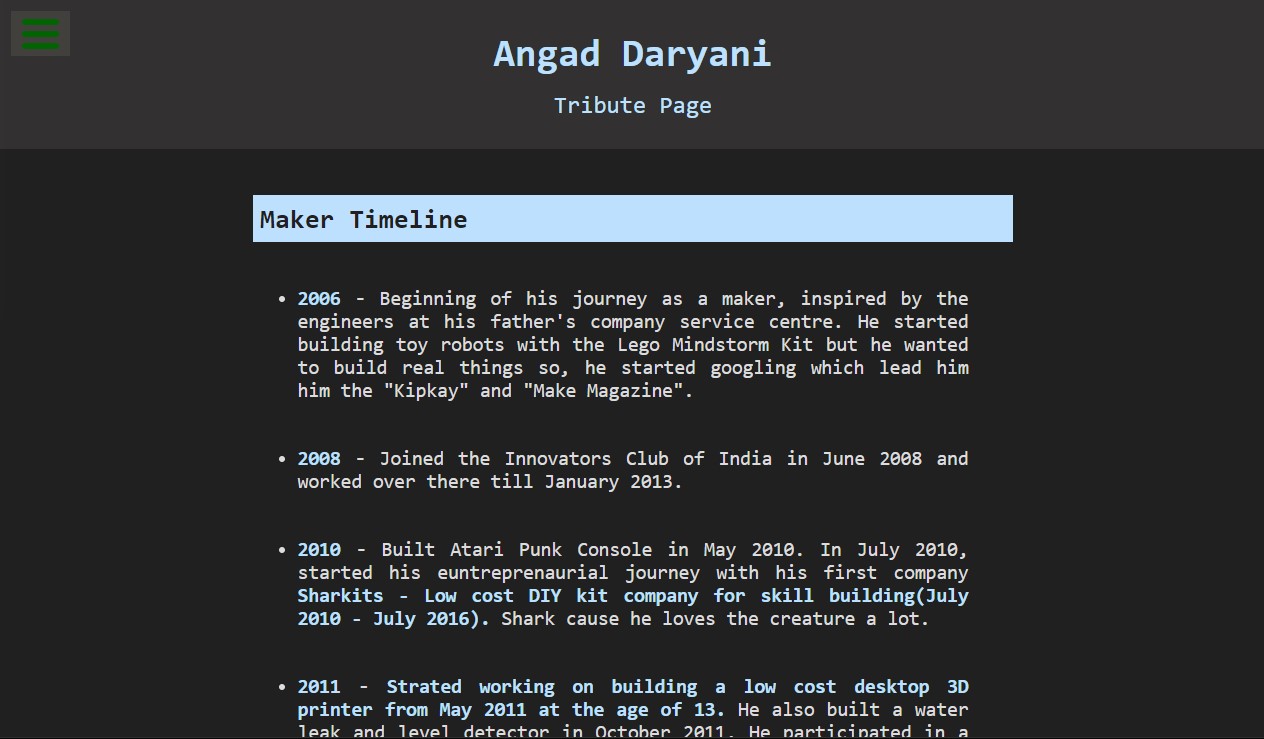 Angad Daryani
Tribute Page
Maker Timeline
• 2006 - Beginning of his journey as a maker, inspired by the
engineers at his father's company service centre. He started
building toy robots with the Lego Mindstorm Kit but he wanted
to build real things so, he started googling which lead him
him the "Kipkay" and "Make Magazine".
• 2008 - Joined the Innovators Club of India in June 2008 and
worked over there till January 2013.
• 2010 - Built Atari Punk Console in May 2010. In July 2010,
started his euntreprenaurial journey with his first company
Sharkits - Low cost DIY kit company for skill building(July
2010 - July 2016). Shark cause he loves the creature a lot.
• 2011 - Strated working on building a low cost desktop 3D
printer from May 2011 at the age of 13. He also built a water
leak and level detector in October 2011. He participated in a